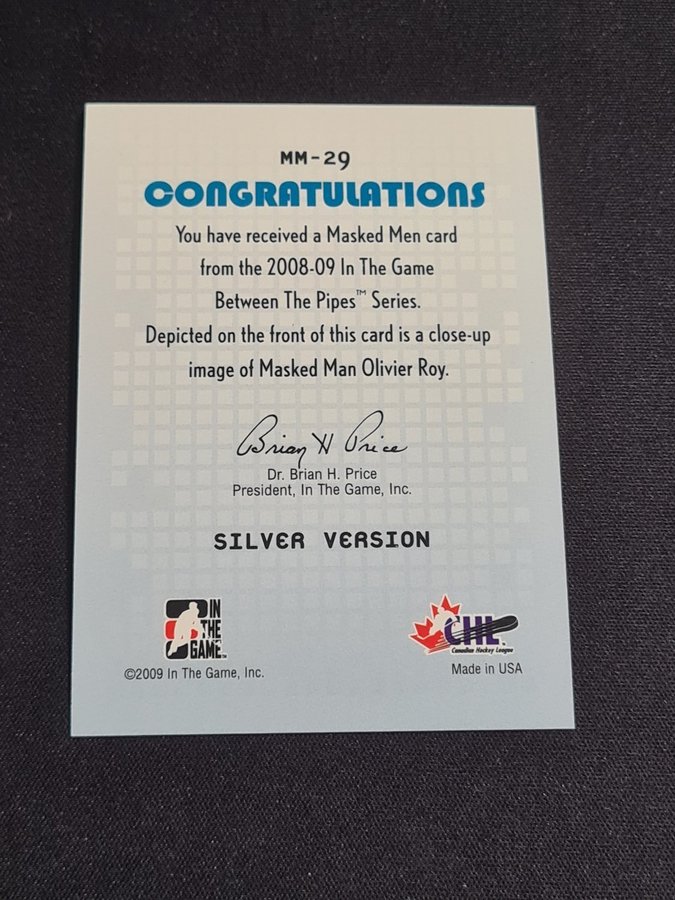 MM-29
CONGRATULATIONS
You have received a Masked Men card
from the 2008-09 In The Game
Between The Pipes™ Series.
Depicted on the front of this card is a close-up
image of Masked Man Olivier Roy.
Brian H Price
Dr. Brian H. Price
President, In The Game, Inc.
SILVER VERSION
IN
THE
GAME™
©2009 In The Game, Inc.
CHL
Canadian Hockey League
Made in USA